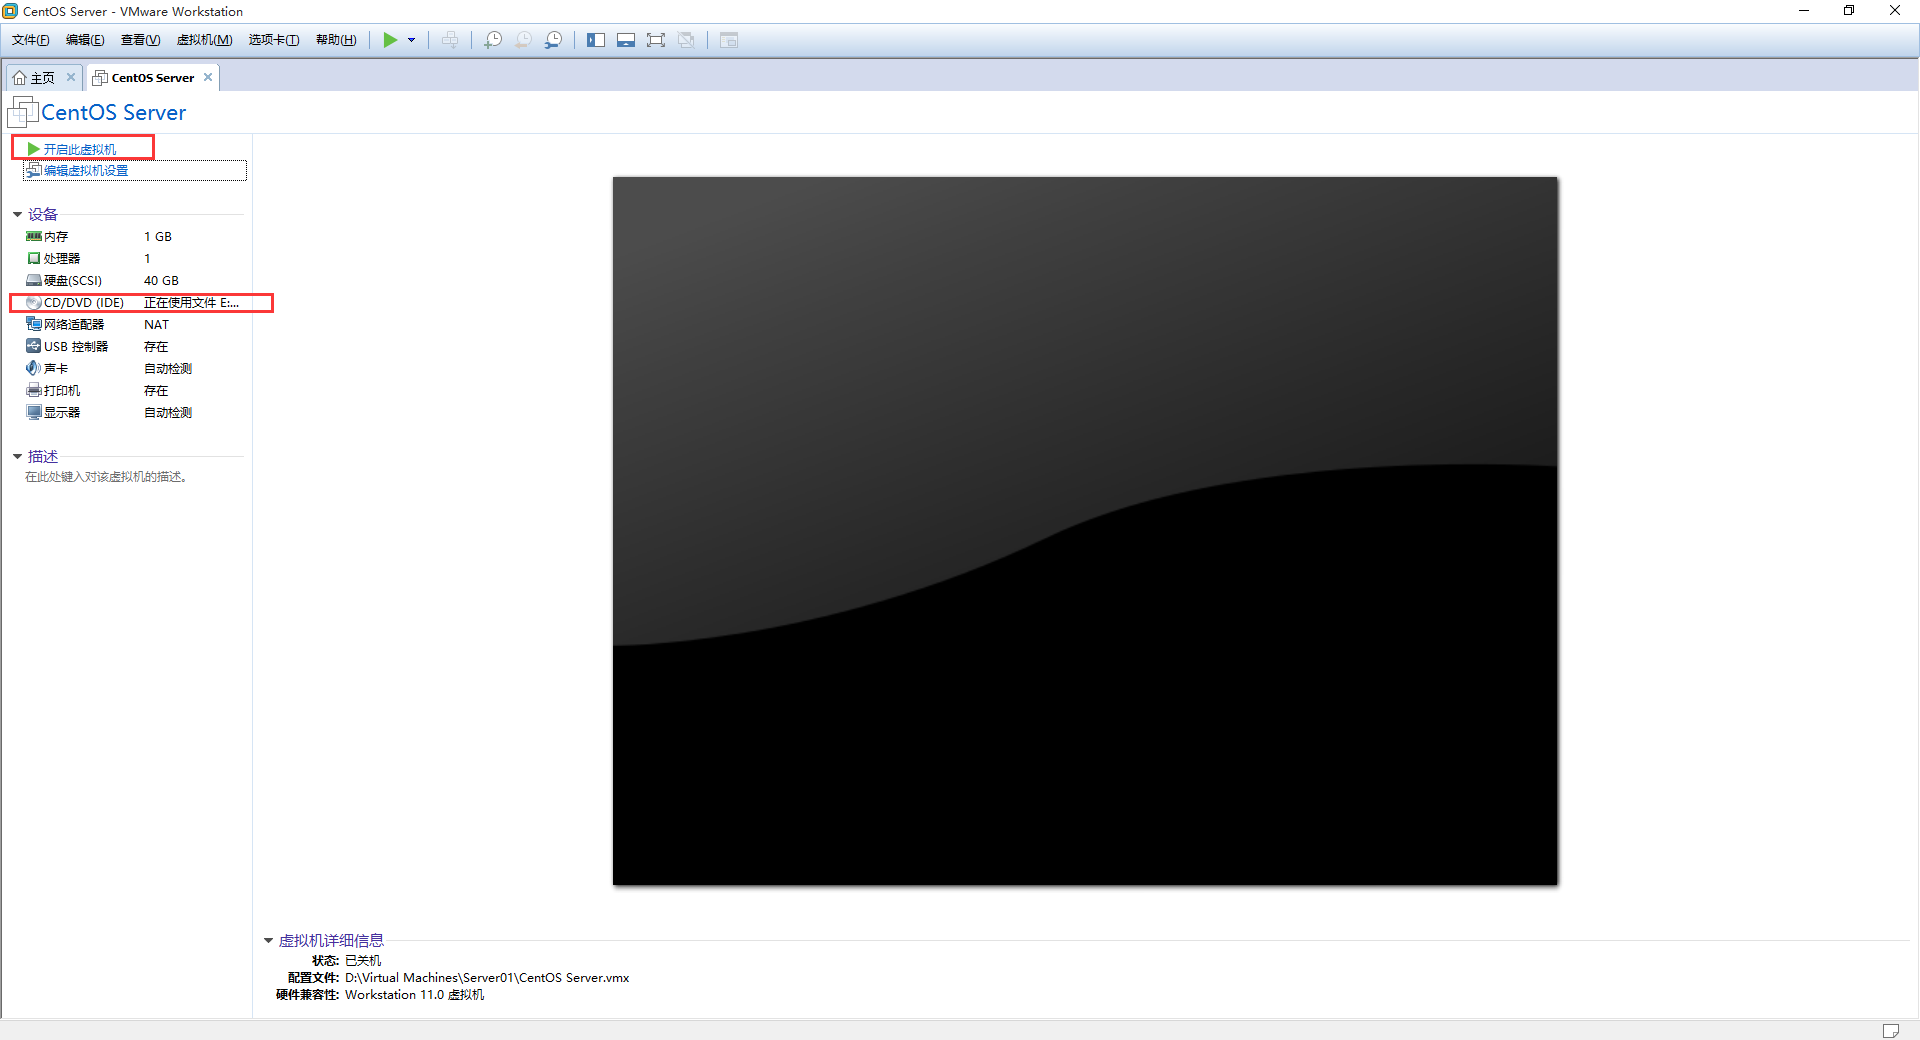 CentOS Server - VMware Workstation
文件(F) 编辑(E) 查看(V) 虚拟机(M) 选项卡(T) 帮助(H)
主页 CentOS Server
CentOS Server
开启此虚拟机
编辑虚拟机设置
设备
内存 1 GB
处理器 1
硬盘(SCSI) 40 GB
CD/DVD (IDE) 正在使用文件 E:...
网络适配器 NAT
USB 控制器 存在
声卡 自动检测
打印机 存在
显示器 自动检测
描述
在此处键入对该虚拟机的描述。
虚拟机详细信息
状态: 已关机
配置文件: D:\Virtual Machines\Server01\CentOS Server.vmx
硬件兼容性: Workstation 11.0 虚拟机